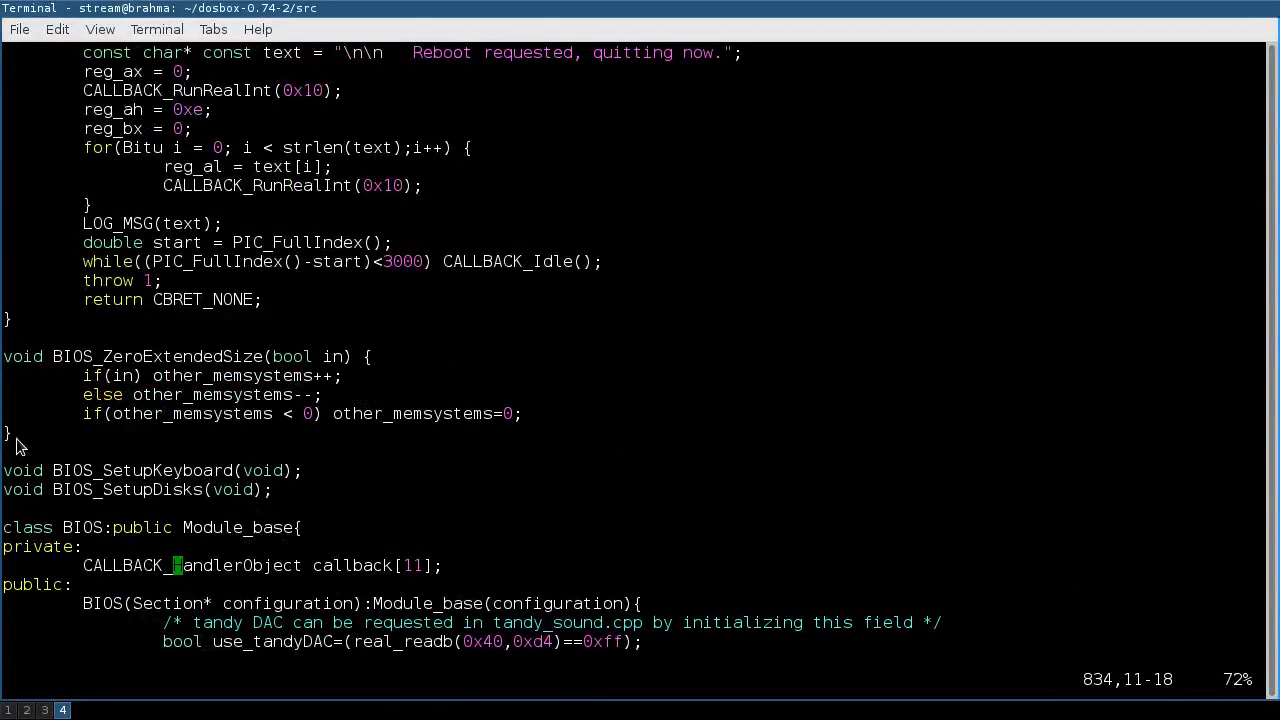 Terminal - stream@brahma: ~/dosbox-0.74-2/src
File Edit View Terminal Tabs Help
const char* const text = "\n\n   Reboot requested, quitting now.";
reg_ax = 0;
CALLBACK_RunRealInt(0x10);
reg_ah = 0xe;
reg_bx = 0;
for(Bitu i = 0; i < strlen(text);i++) {
reg_al = text[i];
CALLBACK_RunRealInt(0x10);
}
LOG_MSG(text);
double start = PIC_FullIndex();
while((PIC_FullIndex()-start)<3000) CALLBACK_Idle();
throw 1;
return CBRET_NONE;
}
void BIOS_ZeroExtendedSize(bool in) {
if(in) other_memsystems++;
else other_memsystems--;
if(other_memsystems < 0) other_memsystems=0;
}
void BIOS_SetupKeyboard(void);
void BIOS_SetupDisks(void);
class BIOS:public Module_base{
private:
CALLBACK_HandlerObject callback[11];
public:
BIOS(Section* configuration):Module_base(configuration){
/* tandy DAC can be requested in tandy_sound.cpp by initializing this field */
bool use_tandyDAC=(real_readb(0x40,0xd4)==0xff);
834,11-18 72%
1 2 3 4